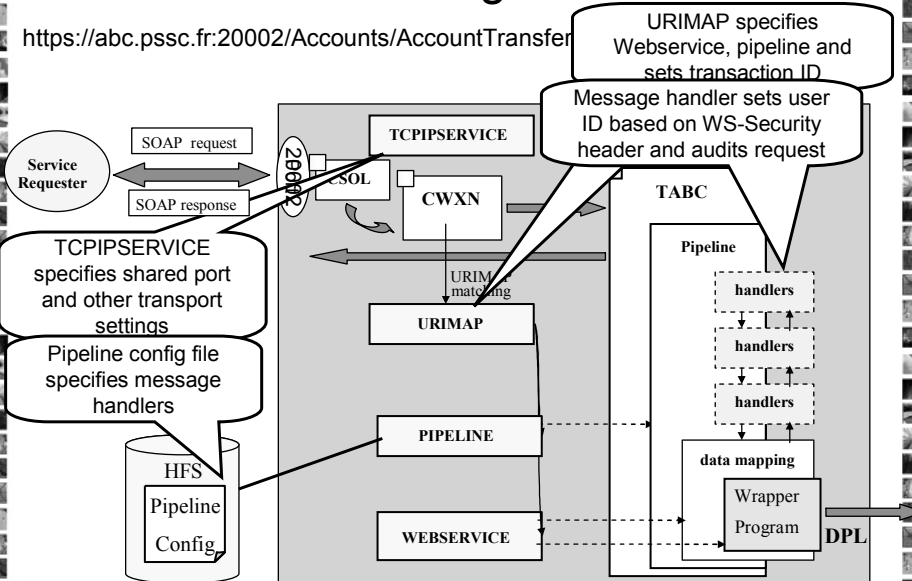 https://abc.pssc.fr:20002/Accounts/AccountTransfer
URIMAP specifies
Webservice, pipeline and
sets transaction ID
Message handler sets user
ID based on WS-Security
header and audits request
Service
Requester
SOAP request
SOAP response
20002
CSOL
TCPIPSERVICE
CWXN
TABC
TCPIPSERVICE
specifies shared port
and other transport
settings
URIMAP
matching
URIMAP
Pipeline
handlers
handlers
handlers
Pipeline config file
specifies message
handlers
PIPELINE
HFS
Pipeline
Config
data mapping
Wrapper
Program
DPL
WEBSERVICE